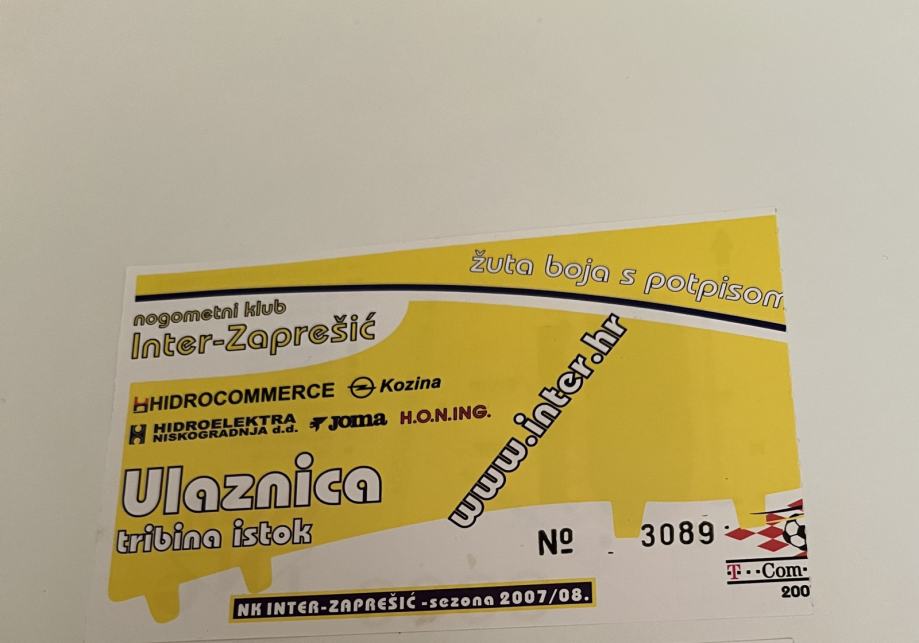 žuta boja s potpisom
nogometni klub
Inter-Zaprešić
HIDROCOMMERCE Kozina
HIDROELEKTRA
NISKOGRADNJA d.d. Joma H.O.N.ING.
www.inter.hr
Ulaznica
tribina istok
Nº 3089
T··Com·
200
NK INTER-ZAPREŠIĆ -sezona 2007/08.